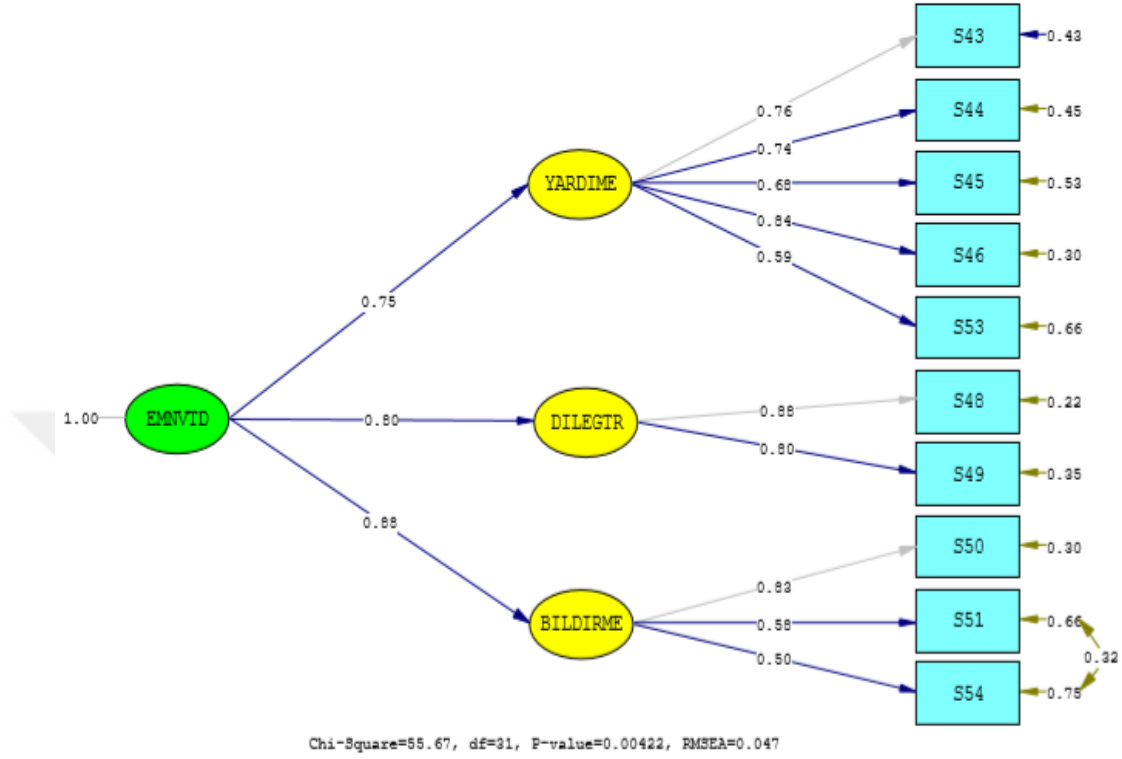 S43
0.43
0.76
S44
0.45
0.74
YARDIME
S45
0.53
0.68
S46
0.30
0.84
0.59
S53
0.66
0.75
1.00
EMNVTD
0.80
DILEGTR
0.88
S48
0.22
0.80
S49
0.35
0.88
S50
0.30
0.83
BILDIRME
0.58
S51
0.66
0.32
0.50
S54
0.75
Chi-Square=55.67, df=31, P-value=0.00422, RMSEA=0.047